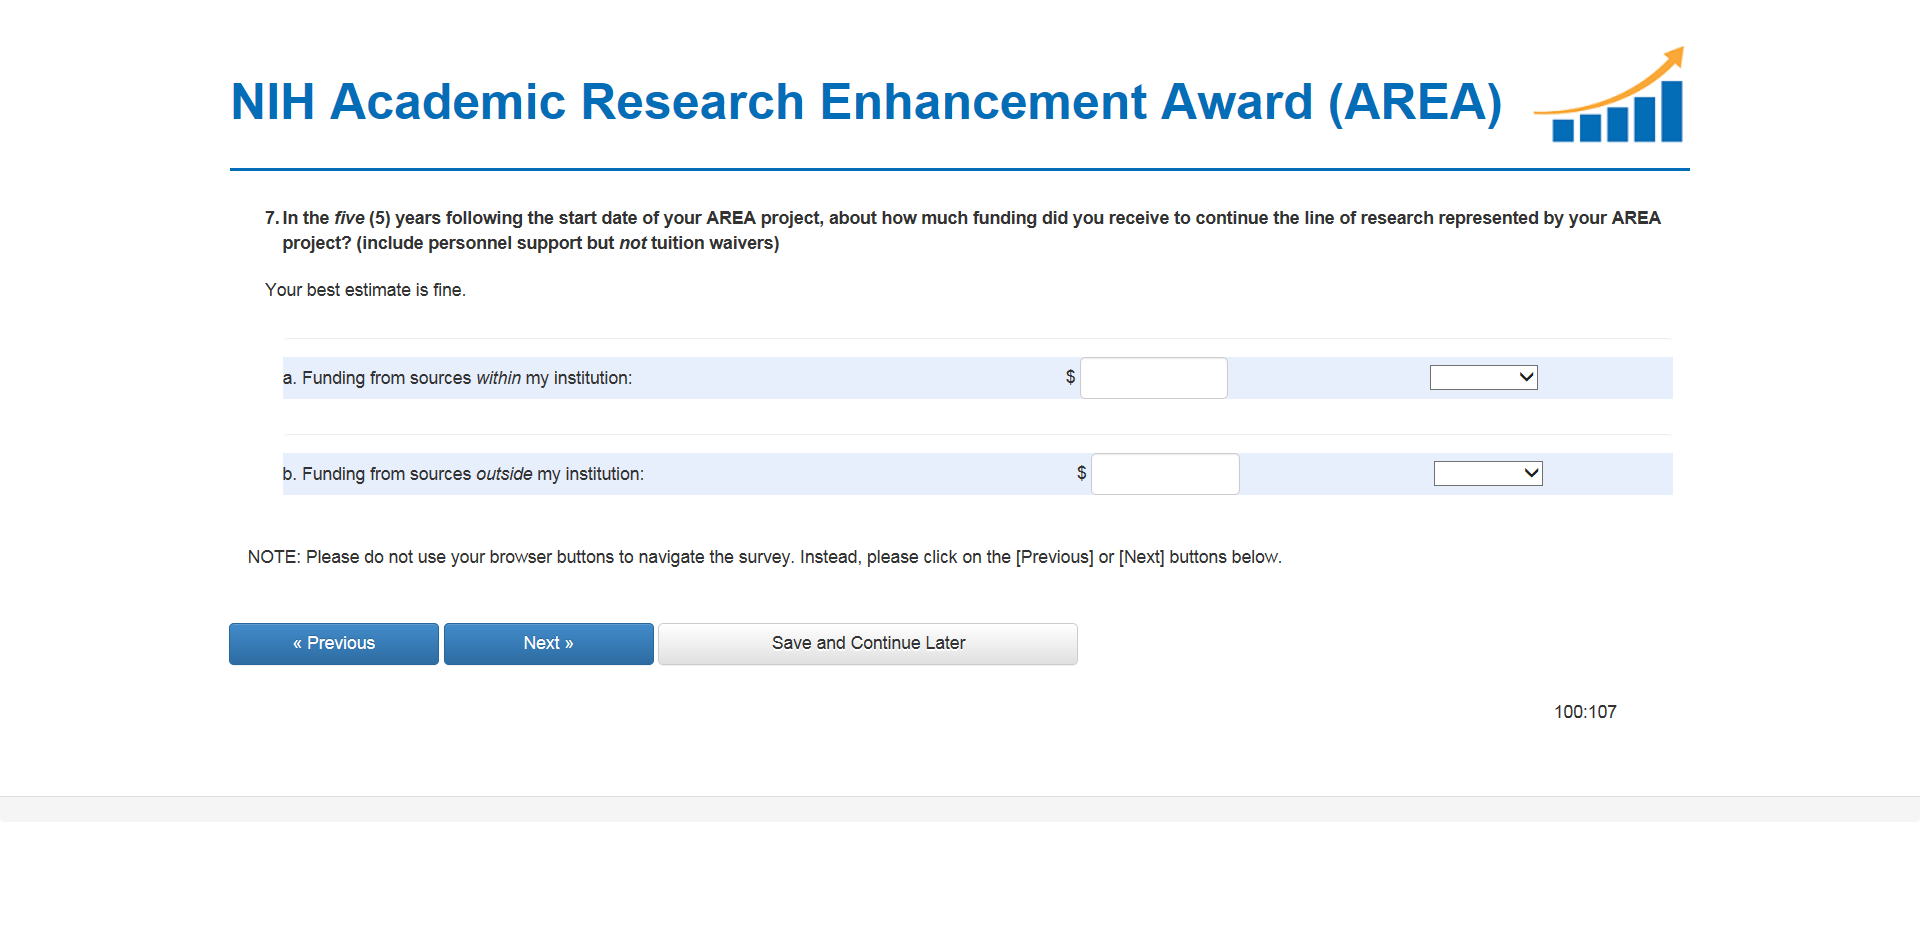 NIH Academic Research Enhancement Award (AREA)
7. In the five (5) years following the start date of your AREA project, about how much funding did you receive to continue the line of research represented by your AREA
project? (include personnel support but not tuition waivers)
Your best estimate is fine.
a. Funding from sources within my institution: $
b. Funding from sources outside my institution: $
NOTE: Please do not use your browser buttons to navigate the survey. Instead, please click on the [Previous] or [Next] buttons below.
« Previous Next » Save and Continue Later
100:107